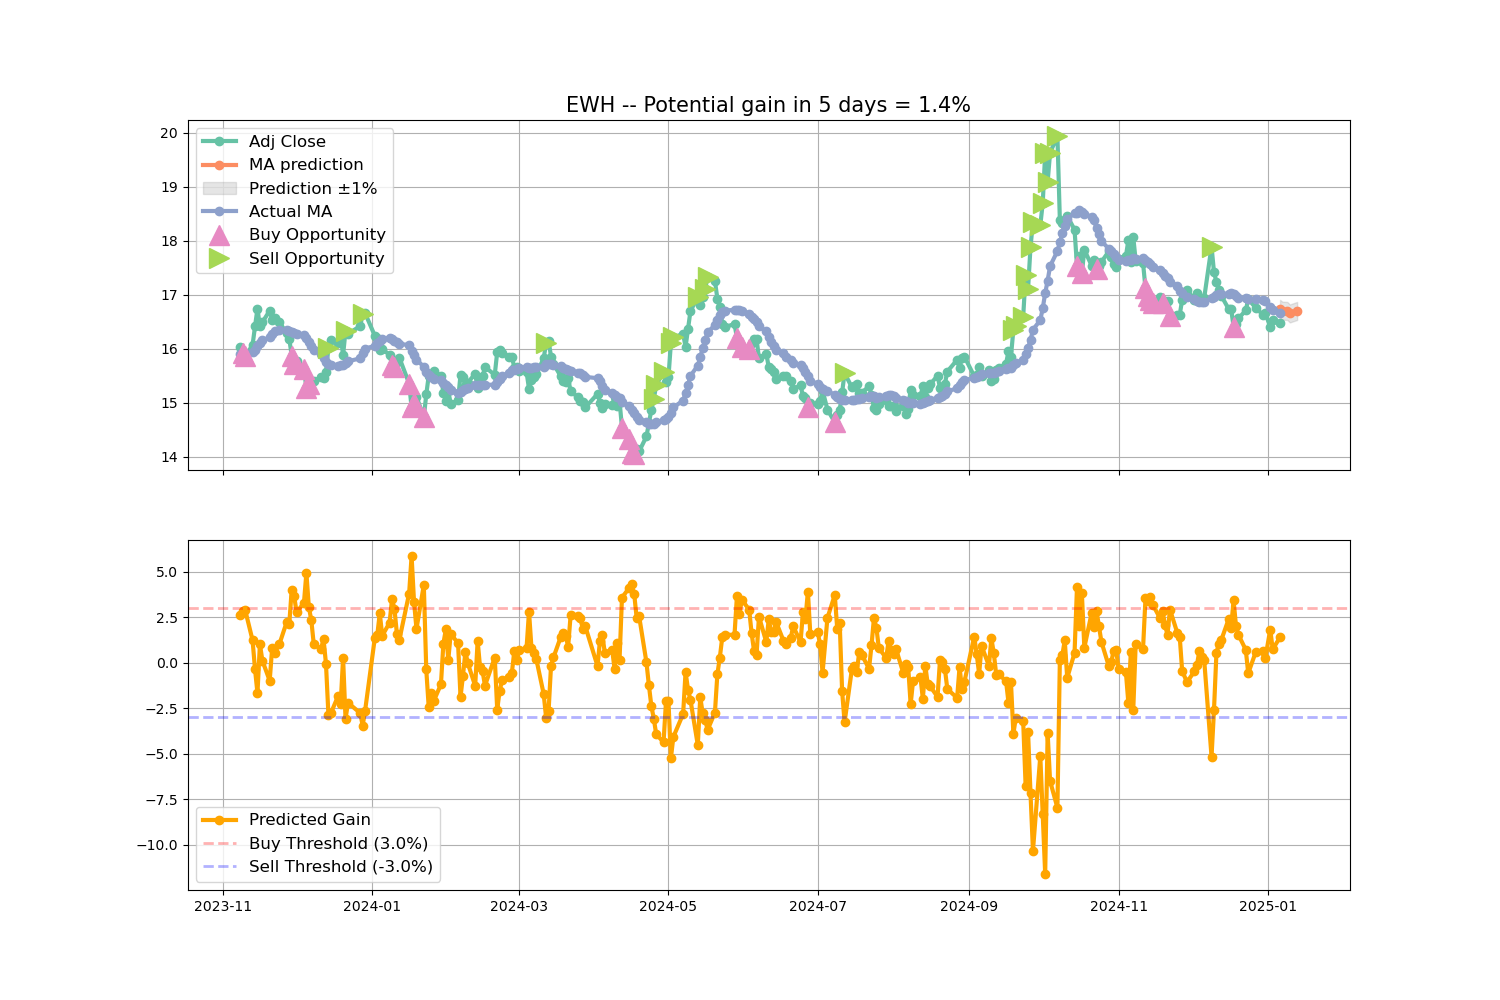 EWH -- Potential gain in 5 days = 1.4%
20
19
18
17
16
15
14
Adj Close
MA prediction
Prediction ±1%
Actual MA
Buy Opportunity
Sell Opportunity
5.0
2.5
0.0
−2.5
−5.0
−7.5
−10.0
Predicted Gain
Buy Threshold (3.0%)
Sell Threshold (-3.0%)
2023-11
2024-01
2024-03
2024-05
2024-07
2024-09
2024-11
2025-01